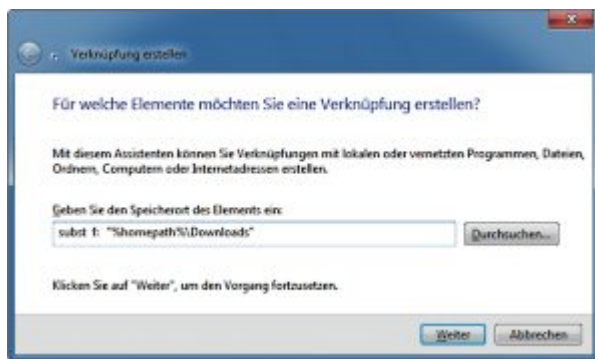 Verknüpfung erstellen
Für welche Elemente möchten Sie eine Verknüpfung erstellen?
Mit diesem Assistenten können Sie Verknüpfungen mit lokalen oder vernetzten Programmen, Dateien,
Ordnern, Computern oder Internetadressen erstellen.
Geben Sie den Speicherort des Elements ein:
subst f: "%homepath%\Downloads"
Durchsuchen...
Klicken Sie auf "Weiter", um den Vorgang fortzusetzen.
Weiter
Abbrechen